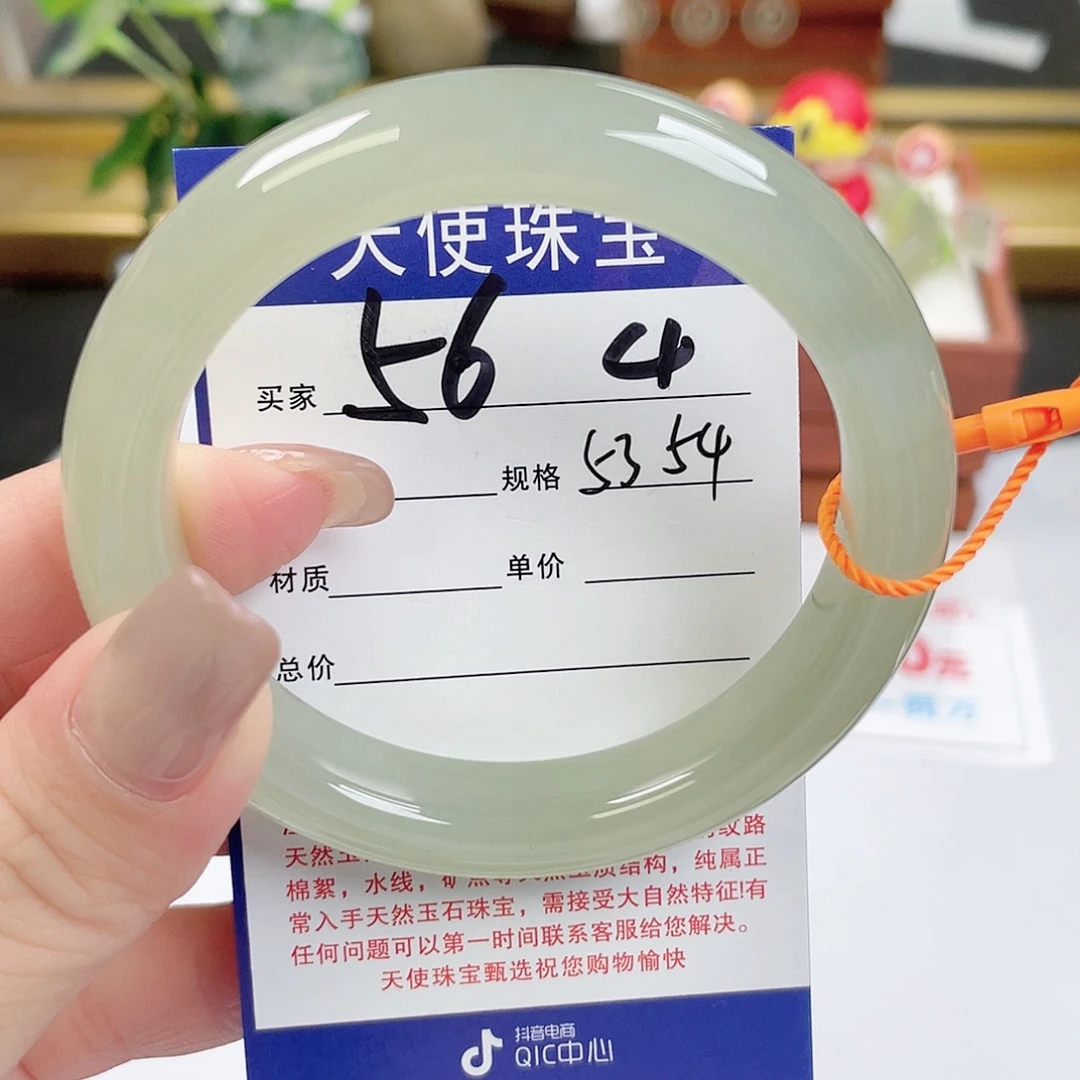 天使珠宝
买家 56 4
规格 53 54
材质 单价
总价
纹路
天然玉
棉絮，水线，矿点等天然玉质结构，纯属正
常入手天然玉石珠宝，需接受大自然特征!有
任何问题可以第一时间联系客服给您解决。
天使珠宝甄选祝您购物愉快
抖音电商
QIC中心
0元